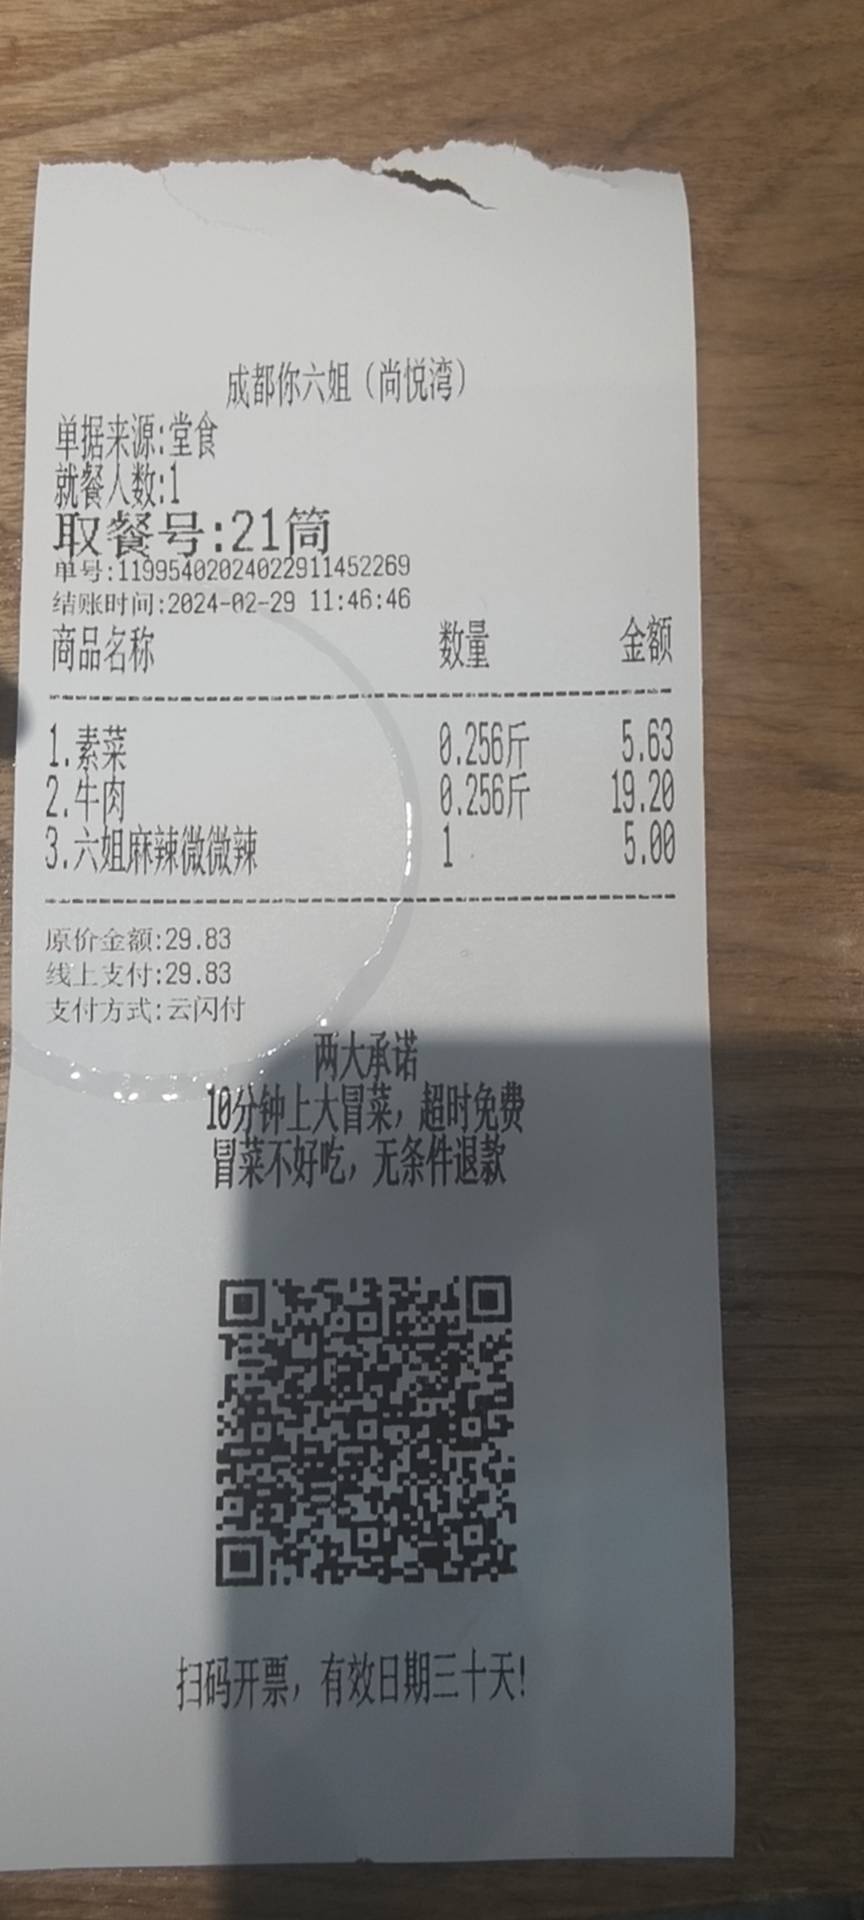 成都你六姐（尚悦湾）
单据来源:堂食
就餐人数:1
取餐号:21筒
单号:11995402024022911452269
结账时间:2024-02-29 11:46:46
商品名称 数量 金额
1.素菜 0.256斤 5.63
2.牛肉 0.256斤 19.20
3.六姐麻辣微微辣 1 5.00
原价金额:29.83
线上支付:29.83
支付方式:云闪付
两大承诺
10分钟上大冒菜，超时免费
冒菜不好吃，无条件退款
扫码开票，有效日期三十天!